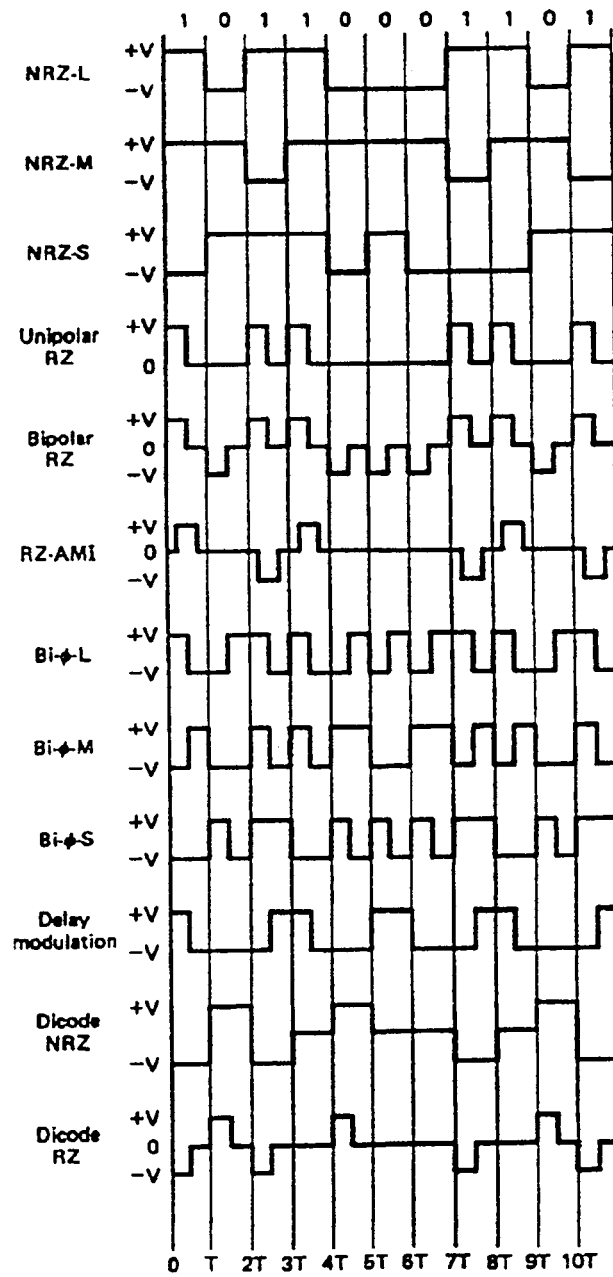 1 0 1 1 0 0 0 1 1 0 1
+V
NRZ-L
-V
+V
NRZ-M
-V
+V
NRZ-S
-V
+V
Unipolar
RZ
0
+V
Bipolar
RZ
0
-V
+V
RZ-AMI
0
-V
+V
Bi-ϕ-L
-V
+V
Bi-ϕ-M
-V
+V
Bi-ϕ-S
-V
+V
Delay
modulation
-V
+V
Dicode
NRZ
-V
+V
Dicode
RZ
0
-V
0 T 2T 3T 4T 5T 6T 7T 8T 9T 10T